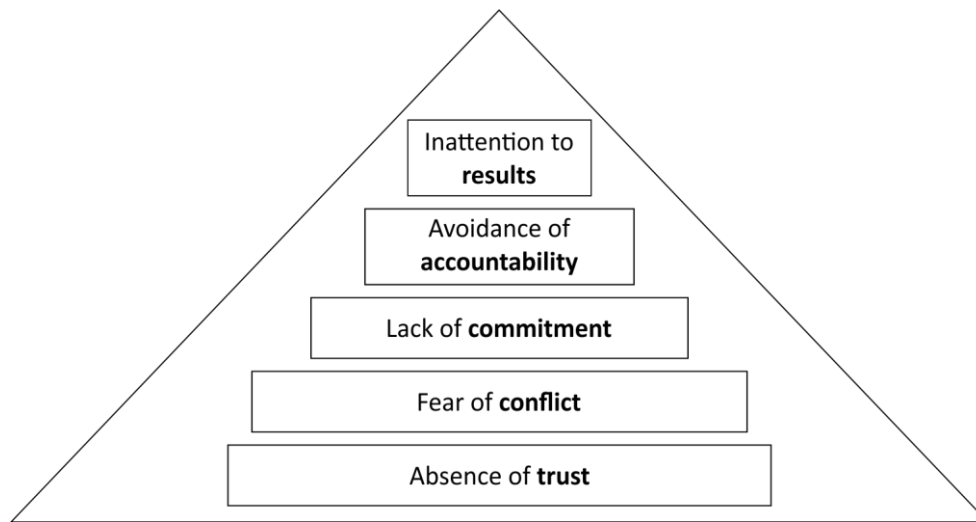 Inattention to
results
Avoidance of
accountability
Lack of commitment
Fear of conflict
Absence of trust